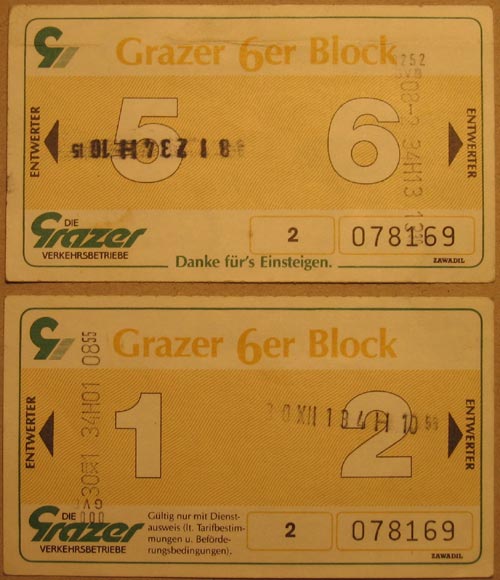 Grazer 6er Block
ENTWERTER
5
6
ENTWERTER
DIE
Grazer
VERKEHRSBETRIEBE
2
078169
Danke für's Einsteigen.
ZAWADIL
Grazer 6er Block
ENTWERTER
1
2
ENTWERTER
DIE
Grazer
VERKEHRSBETRIEBE
Gültig nur mit Dienst-
ausweis (lt. Tarifbestim-
mungen u. Beförde-
rungsbedingungen).
2
078169
ZAWADIL